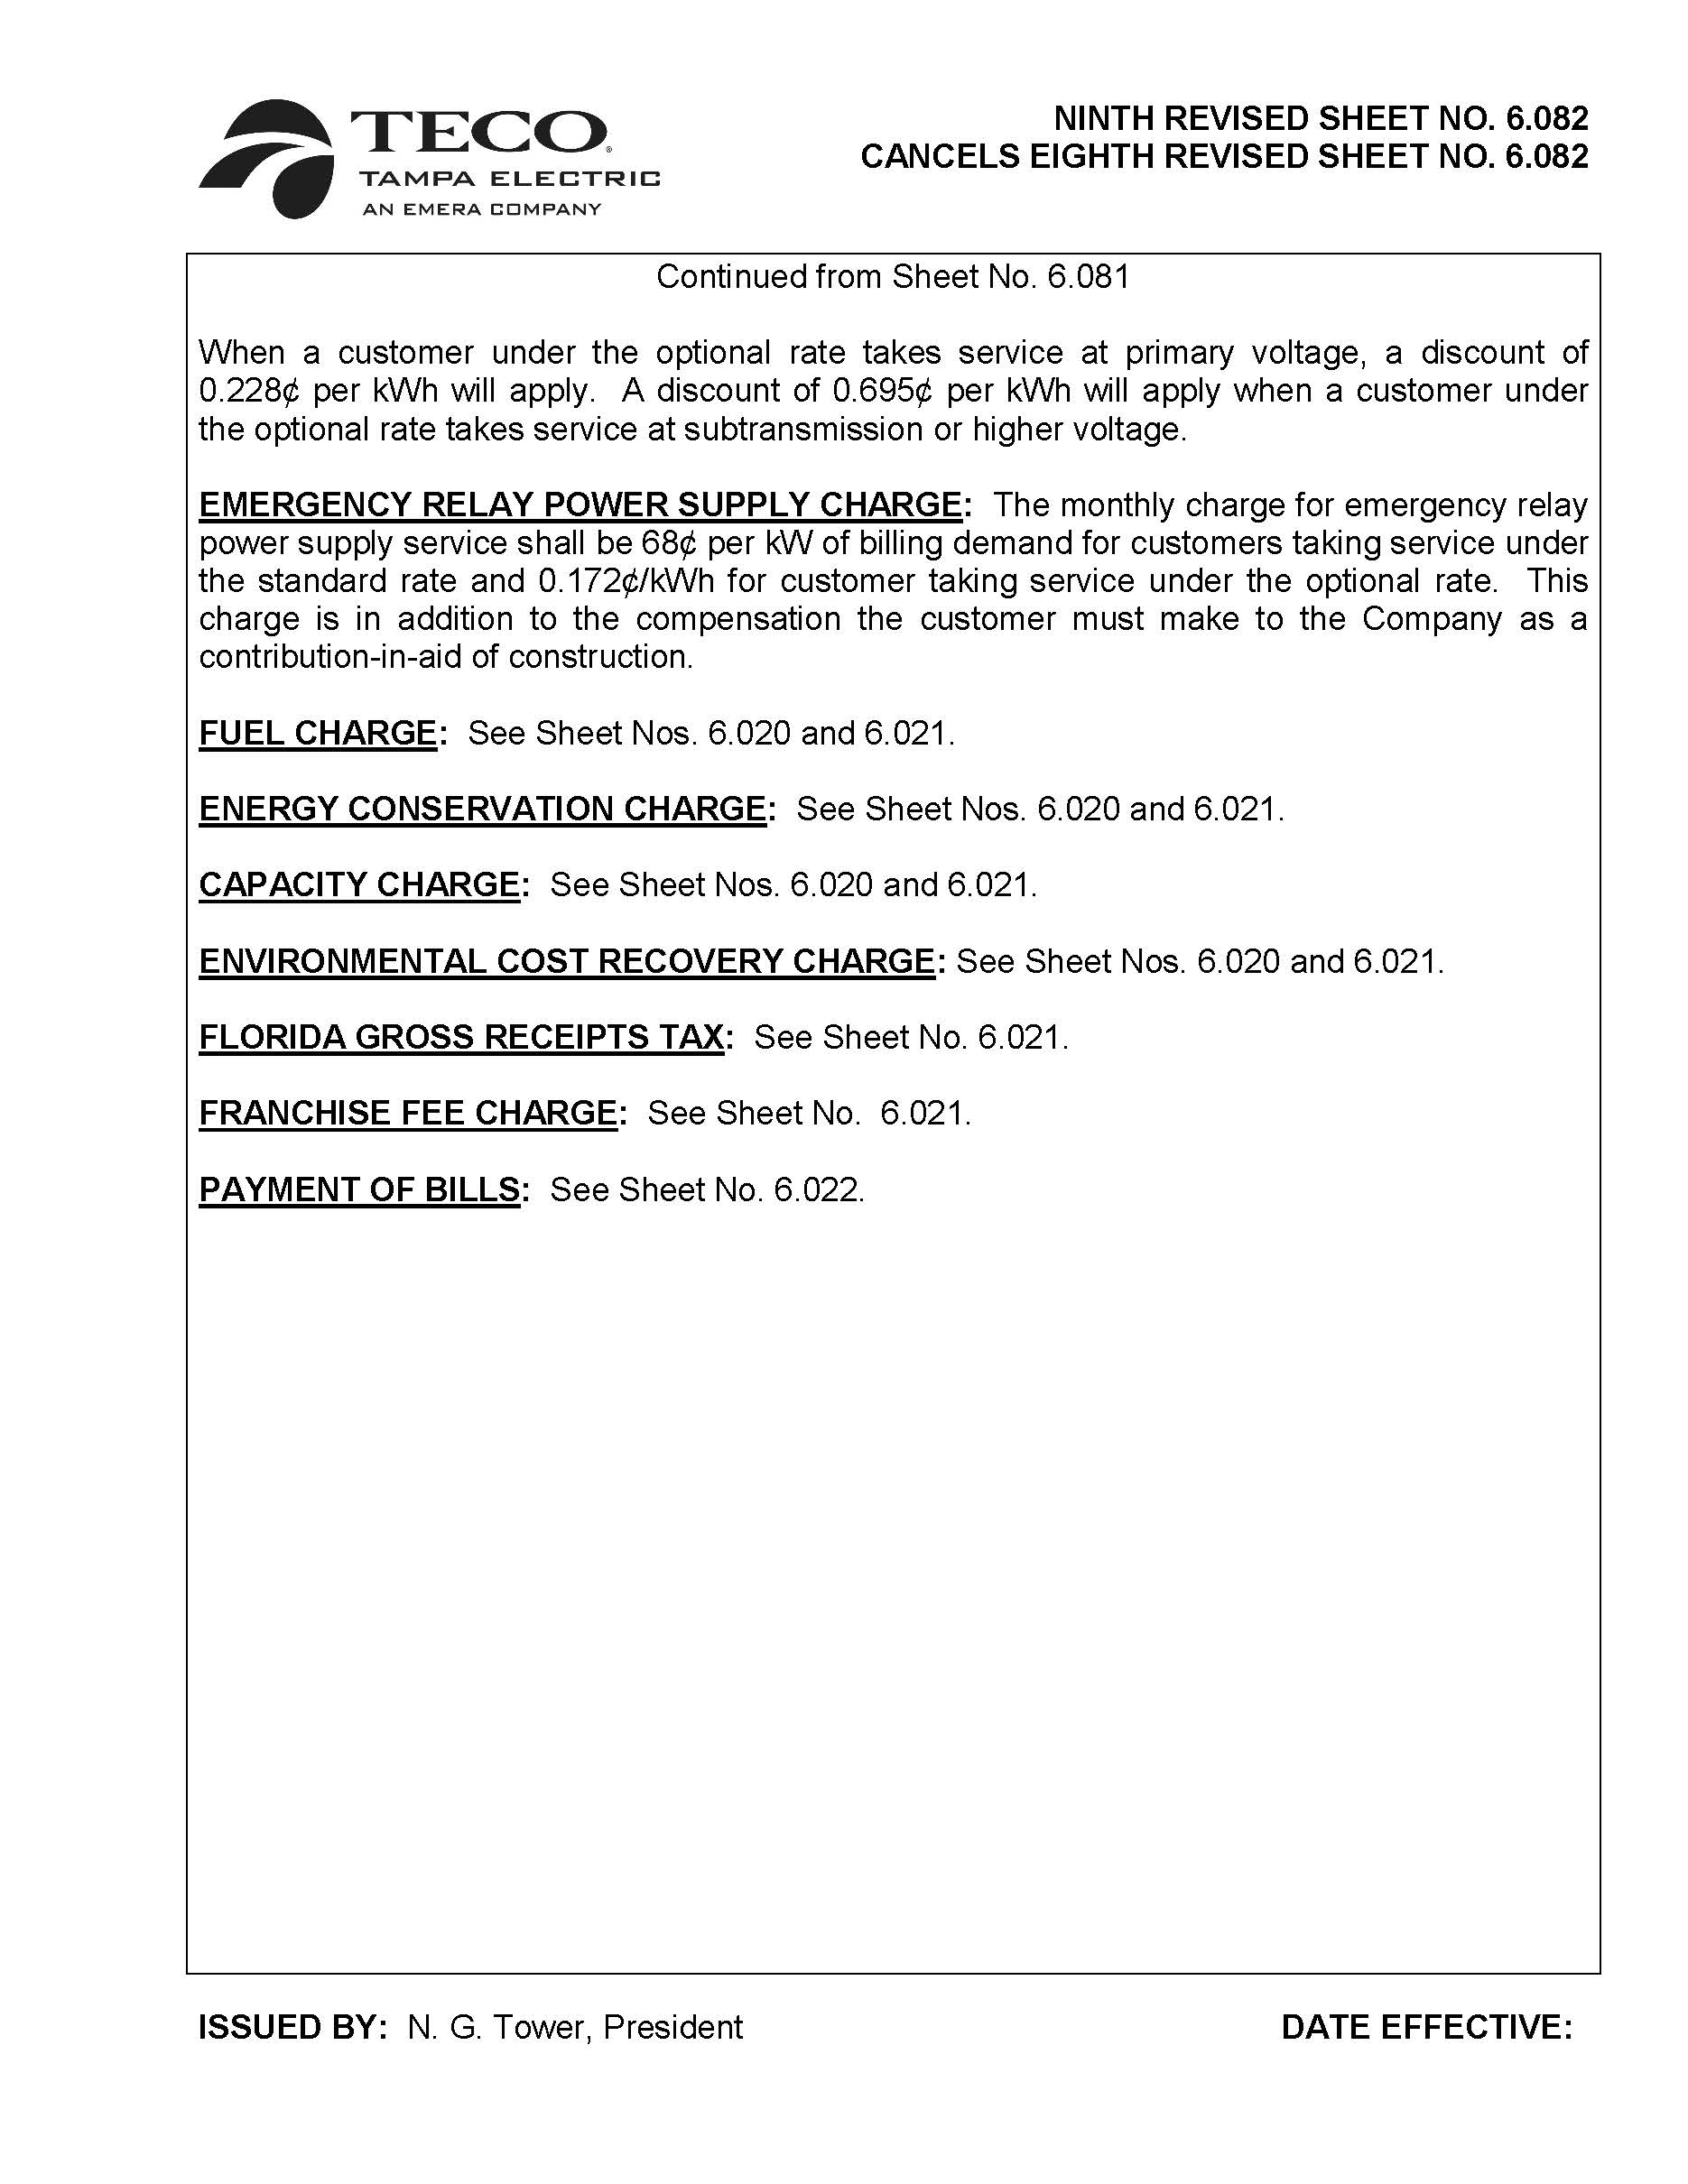 TECO®
TAMPA ELECTRIC
AN EMERA COMPANY
NINTH REVISED SHEET NO. 6.082
CANCELS EIGHTH REVISED SHEET NO. 6.082
Continued from Sheet No. 6.081
When a customer under the optional rate takes service at primary voltage, a discount of
0.228¢ per kWh will apply.  A discount of 0.695¢ per kWh will apply when a customer under
the optional rate takes service at subtransmission or higher voltage.
EMERGENCY RELAY POWER SUPPLY CHARGE:  The monthly charge for emergency relay
power supply service shall be 68¢ per kW of billing demand for customers taking service under
the standard rate and 0.172¢/kWh for customer taking service under the optional rate.  This
charge is in addition to the compensation the customer must make to the Company as a
contribution-in-aid of construction.
FUEL CHARGE:  See Sheet Nos. 6.020 and 6.021.
ENERGY CONSERVATION CHARGE:  See Sheet Nos. 6.020 and 6.021.
CAPACITY CHARGE:  See Sheet Nos. 6.020 and 6.021.
ENVIRONMENTAL COST RECOVERY CHARGE: See Sheet Nos. 6.020 and 6.021.
FLORIDA GROSS RECEIPTS TAX:  See Sheet No. 6.021.
FRANCHISE FEE CHARGE:  See Sheet No.  6.021.
PAYMENT OF BILLS:  See Sheet No. 6.022.
ISSUED BY:  N. G. Tower, President
DATE EFFECTIVE: